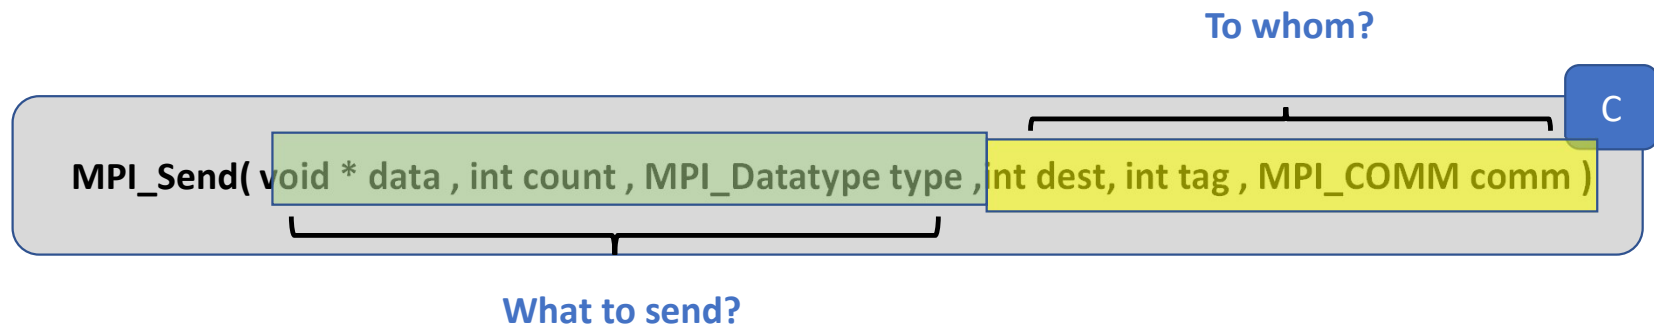 To whom?
C
MPI_Send( void * data , int count , MPI_Datatype type ,int dest, int tag , MPI_COMM comm )
What to send?